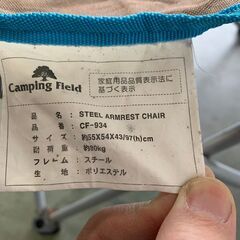 Camping Field
家庭用品品質表示法に
基づく表示
品名：STEEL ARMREST CHAIR
品番：CF-934
サイズ：約55X54X43/97(h)cm
耐荷重：約80kg
フレーム：スチール
生地：ポリエステル